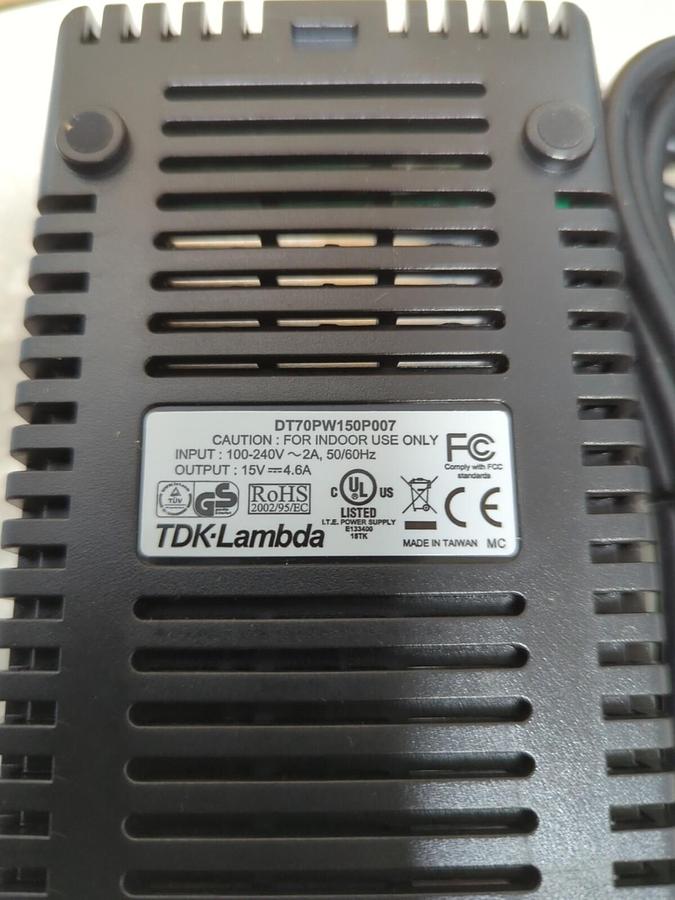 DT70PW150P007
CAUTION : FOR INDOOR USE ONLY
INPUT : 100-240V ～2A, 50/60Hz
OUTPUT : 15V⎓4.6A
FC
Comply with FCC
standards
TÜV
GS
RoHS
2002/95/EC
C UL US
LISTED
I.T.E. POWER SUPPLY
E133400
18TK
CE
TDK·Lambda
MADE IN TAIWAN MC